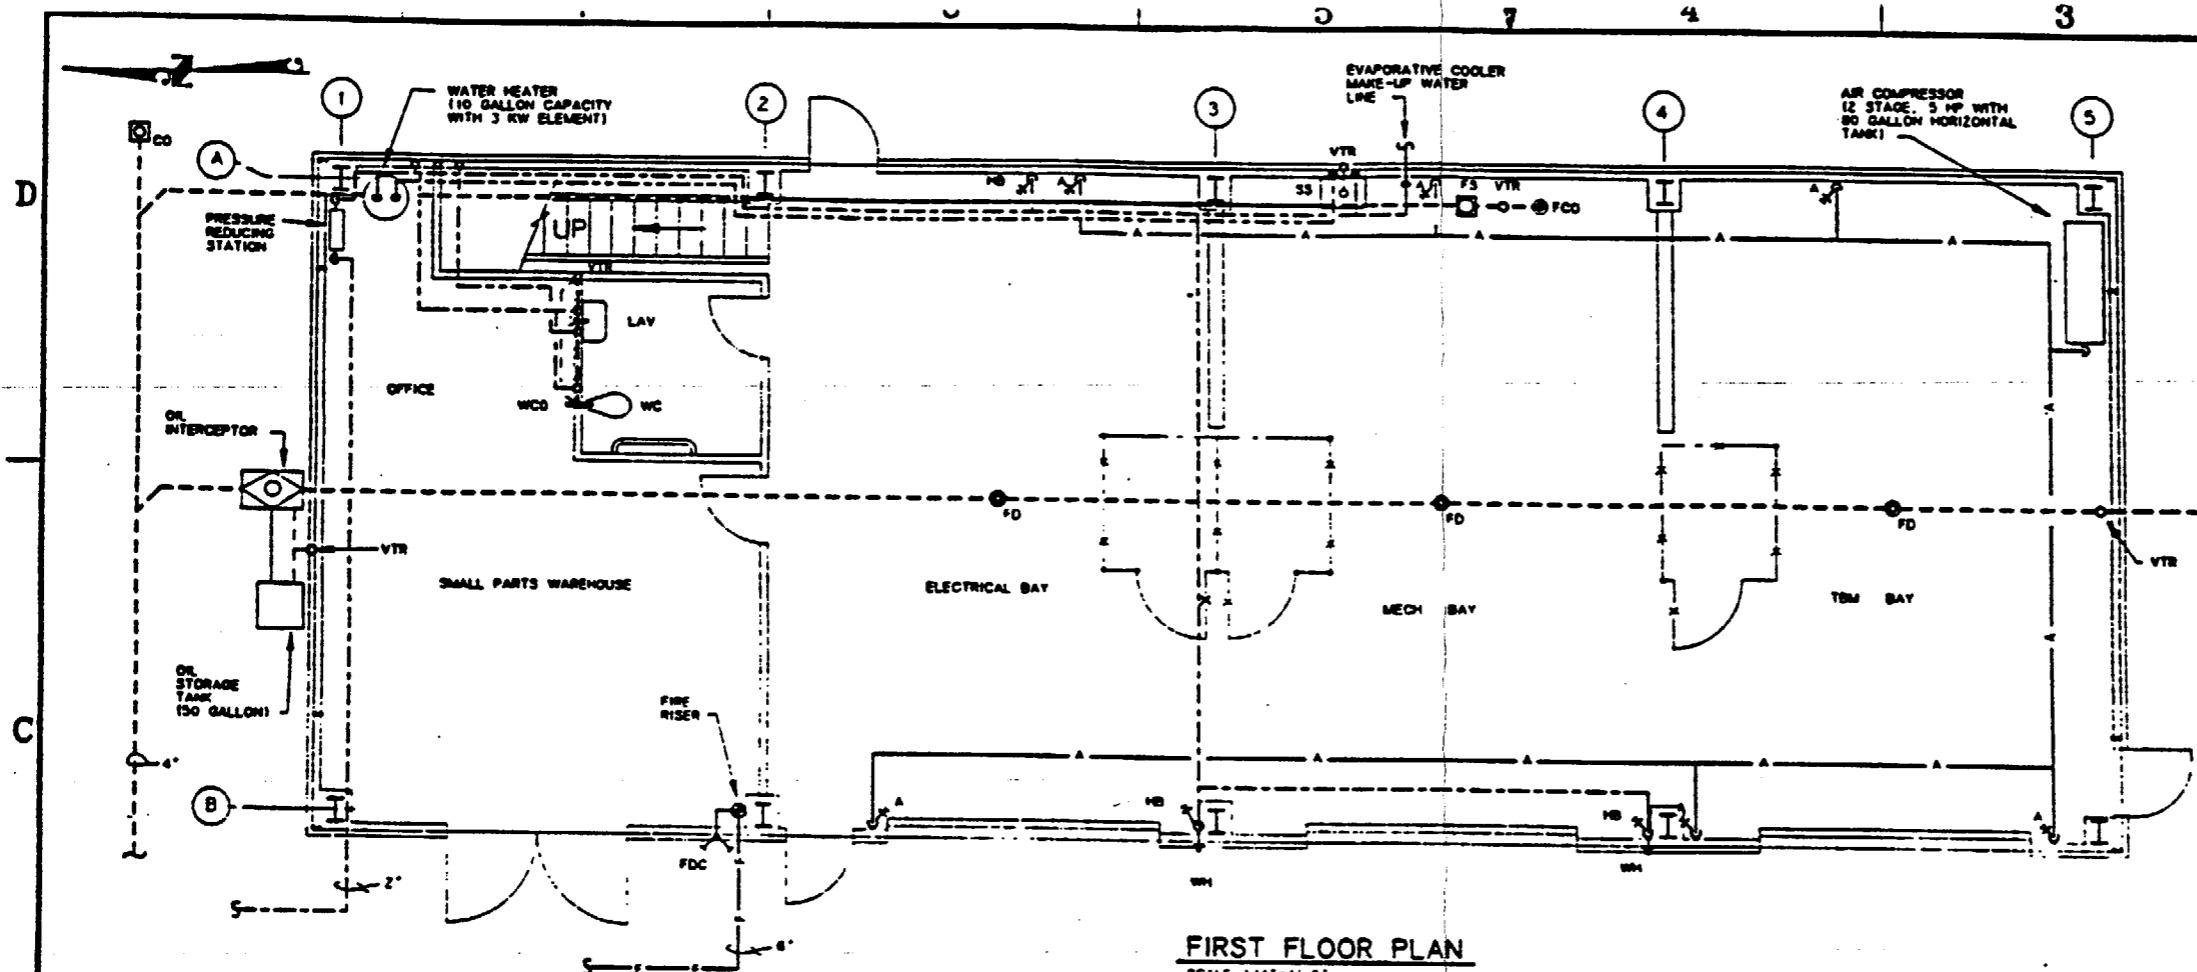 5
7
4
3
D
C
1
2
3
4
5
A
B
WATER HEATER
(10 GALLON CAPACITY
WITH 3 KW ELEMENT)
EVAPORATIVE COOLER
MAKE-UP WATER
LINE
AIR COMPRESSOR
(2 STAGE, 5 HP WITH
80 GALLON HORIZONTAL
TANK)
CO
PRESSURE
REDUCING
STATION
UP
VTR
HB
A
VTR
SS
A
FS
VTR
FCO
A
A
A
A
A
A
LAV
OFFICE
WCO
WC
OIL
INTERCEPTOR
A
FD
FD
FD
VTR
VTR
SMALL PARTS WAREHOUSE
ELECTRICAL BAY
MECH BAY
TBM BAY
A
OIL
STORAGE
TANK
(50 GALLON)
FIRE
RISER
4"
A
A
A
A
A
A
HB
HB
A
FDC
WH
WH
2"
6"
F
F
FIRST FLOOR PLAN